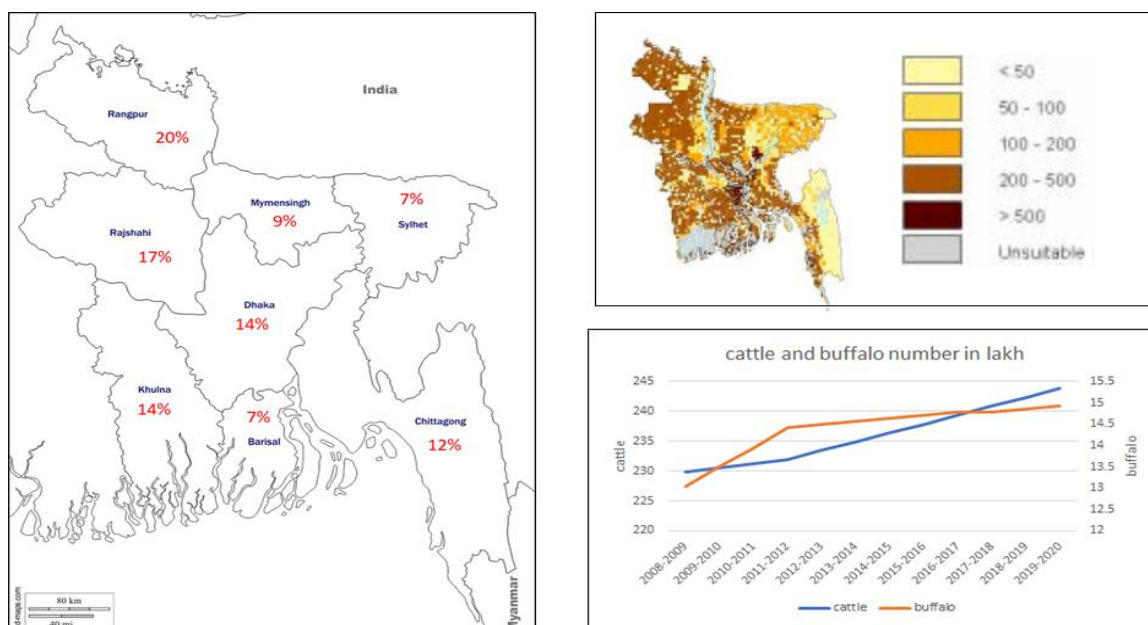 India
Rangpur
20%
Mymensingh
9%
7%
Sylhet
Rajshahi
17%
Dhaka
14%
Khulna
14%
7%
Barisal
Chittagong
12%
Myanmar
d-maps.com
80 km
40 mi
< 50
50 - 100
100 - 200
200 - 500
> 500
Unsuitable
cattle and buffalo number in lakh
245
240
235
230
225
220
cattle
15.5
15
14.5
14
13.5
13
12.5
12
buffalo
2008-2009
2009-2010
2010-2011
2011-2012
2012-2013
2013-2014
2014-2015
2015-2016
2016-2017
2017-2018
2018-2019
2019-2020
cattle
buffalo